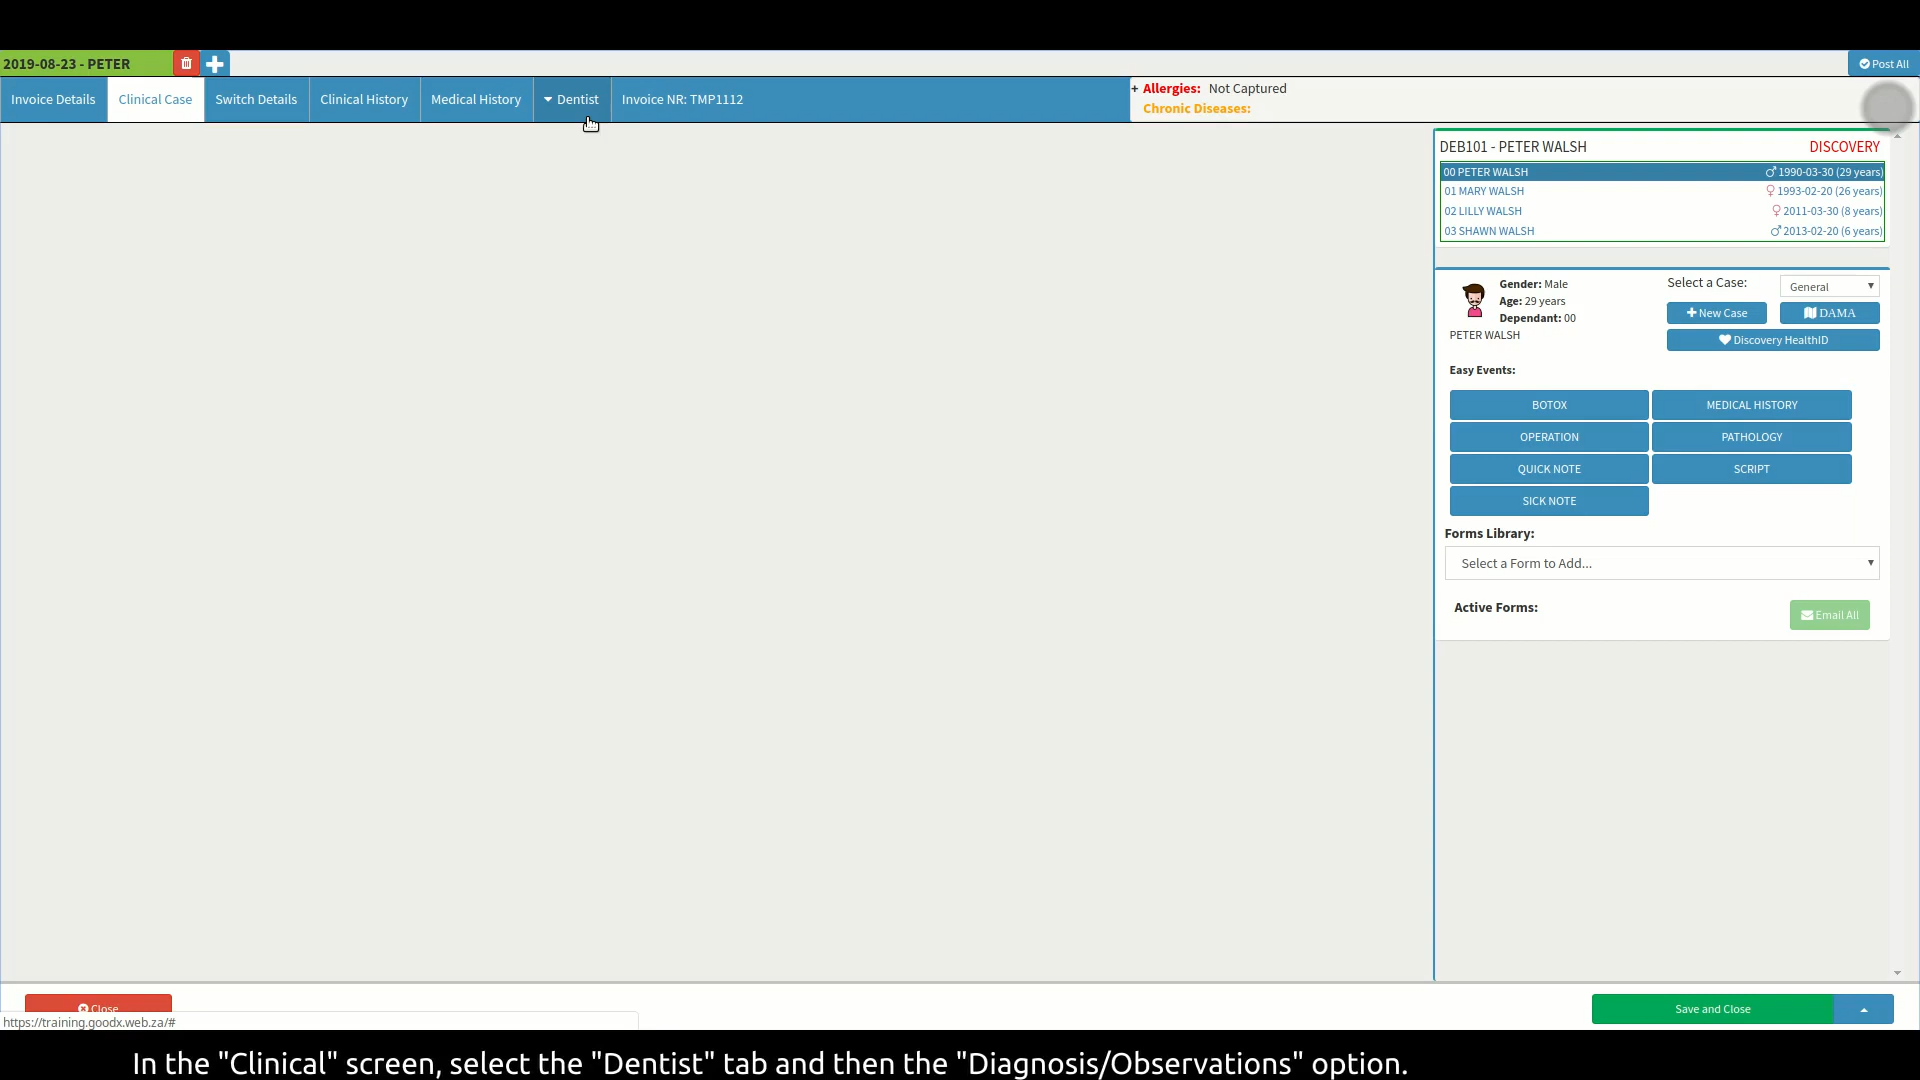 2019-08-23 - PETER
Post All
Invoice Details
Clinical Case
Switch Details
Clinical History
Medical History
Dentist
Invoice NR: TMP1112
+ Allergies: Not Captured
Chronic Diseases:
DEB101 - PETER WALSH DISCOVERY
00 PETER WALSH 1990-03-30 (29 years)
01 MARY WALSH 1993-02-20 (26 years)
02 LILLY WALSH 2011-03-30 (8 years)
03 SHAWN WALSH 2013-02-20 (6 years)
Gender: Male
Age: 29 years
Dependant: 00
PETER WALSH
Select a Case: General
New Case DAMA
Discovery HealthID
Easy Events:
BOTOX MEDICAL HISTORY
OPERATION PATHOLOGY
QUICK NOTE SCRIPT
SICK NOTE
Forms Library:
Select a Form to Add...
Active Forms: Email All
Close
Save and Close
https://training.goodx.web.za/#
In the "Clinical" screen, select the "Dentist" tab and then the "Diagnosis/Observations" option.